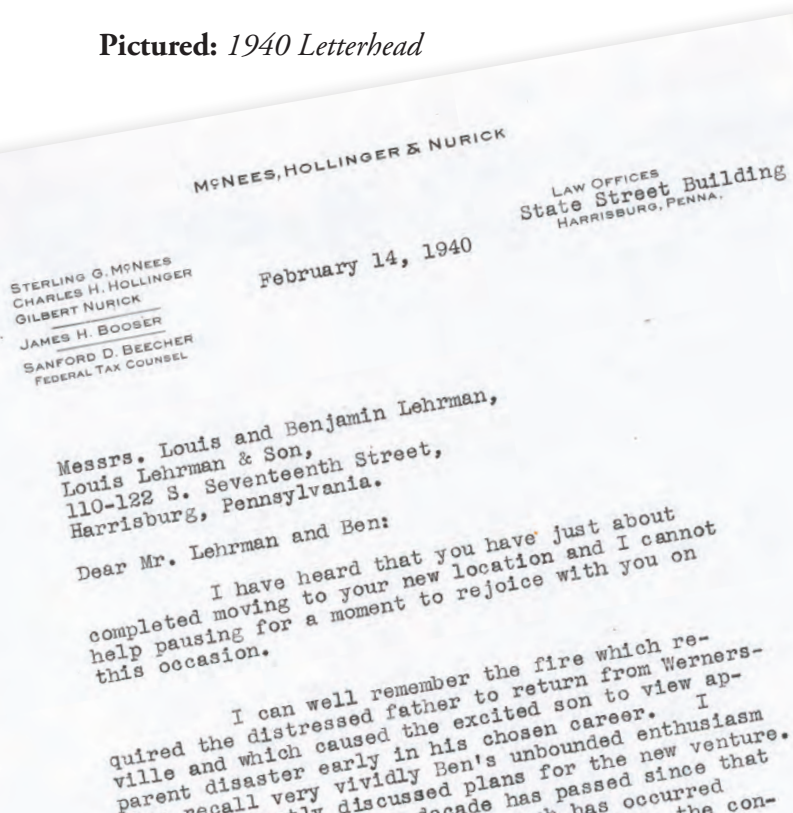 Pictured: 1940 Letterhead
McNEES, HOLLINGER & NURICK
LAW OFFICES
State Street Building
HARRISBURG, PENNA.
February 14, 1940
STERLING G. McNEES
CHARLES H. HOLLINGER
GILBERT NURICK
JAMES H. BOOSER
SANFORD D. BEECHER
FEDERAL TAX COUNSEL
Messrs. Louis and Benjamin Lehrman,
Louis Lehrman & Son,
110-122 S. Seventeenth Street,
Harrisburg, Pennsylvania.
Dear Mr. Lehrman and Ben:
I have heard that you have just about
completed moving to your new location and I cannot
help pausing for a moment to rejoice with you on
this occasion.
I can well remember the fire which re-
quired the distressed father to return from Werners-
ville and which caused the excited son to view ap-
parent disaster early in his chosen career. I
recall very vividly Ben's unbounded enthusiasm
discussed plans for the new venture.
decade has passed since that
has occurred
the con-